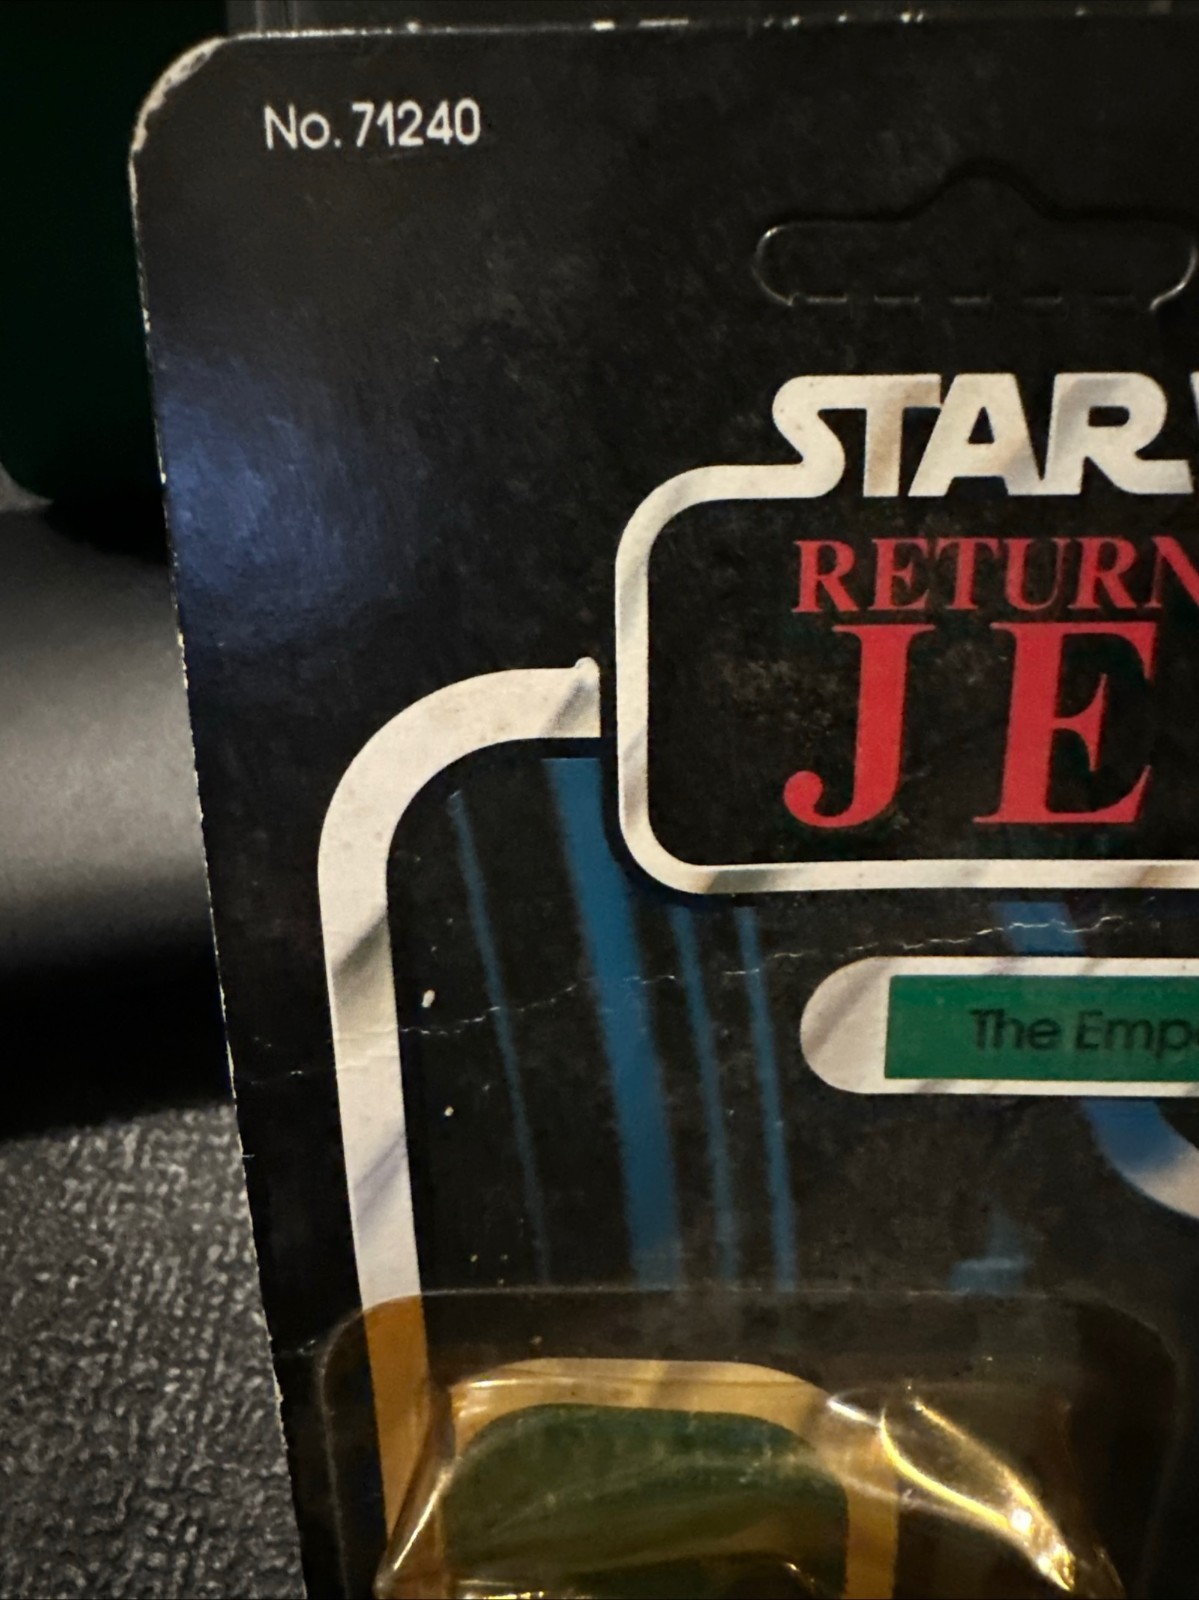 No. 71240
STAR
RETURN
JE
The Emp